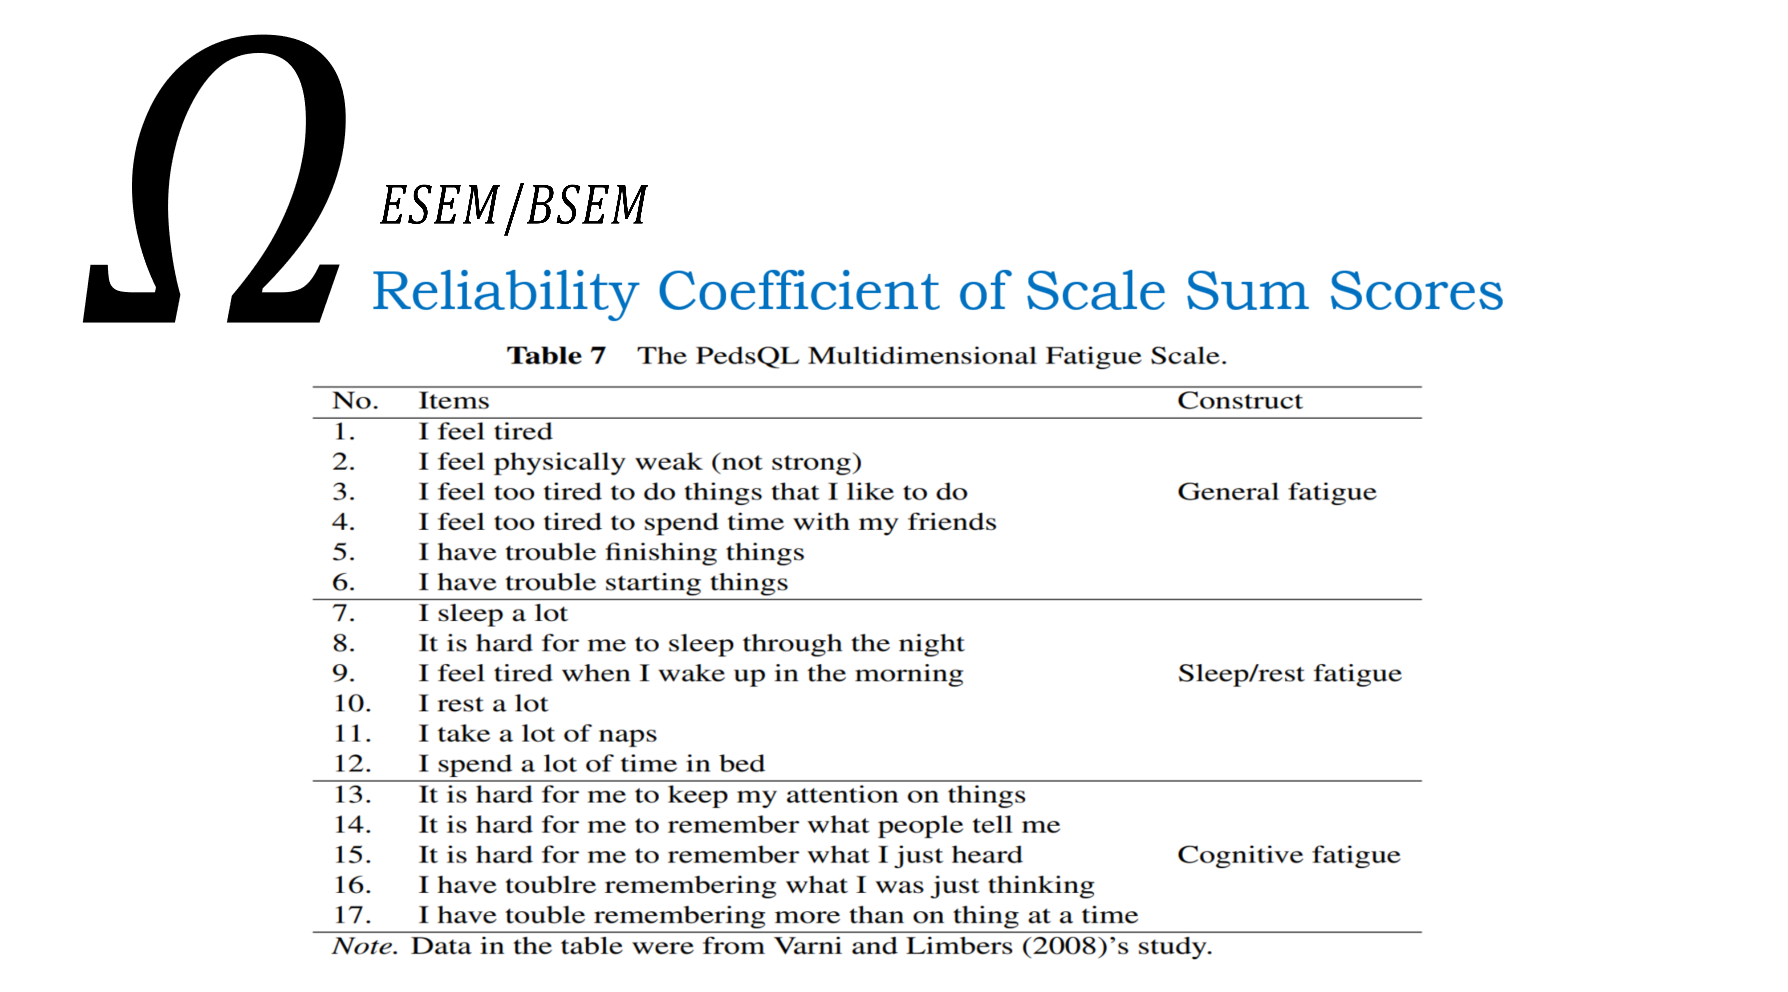 Ω ESEM/BSEM
Reliability Coefficient of Scale Sum Scores
Table 7 The PedsQL Multidimensional Fatigue Scale.
No. Items Construct
1. I feel tired
2. I feel physically weak (not strong)
3. I feel too tired to do things that I like to do General fatigue
4. I feel too tired to spend time with my friends
5. I have trouble finishing things
6. I have trouble starting things
7. I sleep a lot
8. It is hard for me to sleep through the night
9. I feel tired when I wake up in the morning Sleep/rest fatigue
10. I rest a lot
11. I take a lot of naps
12. I spend a lot of time in bed
13. It is hard for me to keep my attention on things
14. It is hard for me to remember what people tell me
15. It is hard for me to remember what I just heard Cognitive fatigue
16. I have toublre remembering what I was just thinking
17. I have touble remembering more than on thing at a time
Note. Data in the table were from Varni and Limbers (2008)’s study.